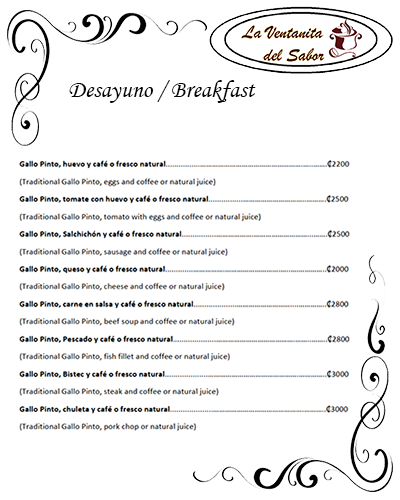 La Ventanita
del Sabor
Desayuno / Breakfast
Gallo Pinto, huevo y café o fresco natural......₡2200
(Traditional Gallo Pinto, eggs and coffee or natural juice)
Gallo Pinto, tomate con huevo y café o fresco natural......₡2500
(Traditional Gallo Pinto, tomato with eggs and coffee or natural juice)
Gallo Pinto, Salchichón y café o fresco natural......₡2500
(Traditional Gallo Pinto, sausage and coffee or natural juice)
Gallo Pinto, queso y café o fresco natural......₡2000
(Traditional Gallo Pinto, cheese and coffee or natural juice)
Gallo Pinto, carne en salsa y café o fresco natural......₡2800
(Traditional Gallo Pinto, beef soup and coffee or natural juice)
Gallo Pinto, Pescado y café o fresco natural......₡2800
(Traditional Gallo Pinto, fish fillet and coffee or natural juice)
Gallo Pinto, Bistec y café o fresco natural......₡3000
(Traditional Gallo Pinto, steak and coffee or natural juice)
Gallo Pinto, chuleta y café o fresco natural......₡3000
(Traditional Gallo Pinto, pork chop or natural juice)